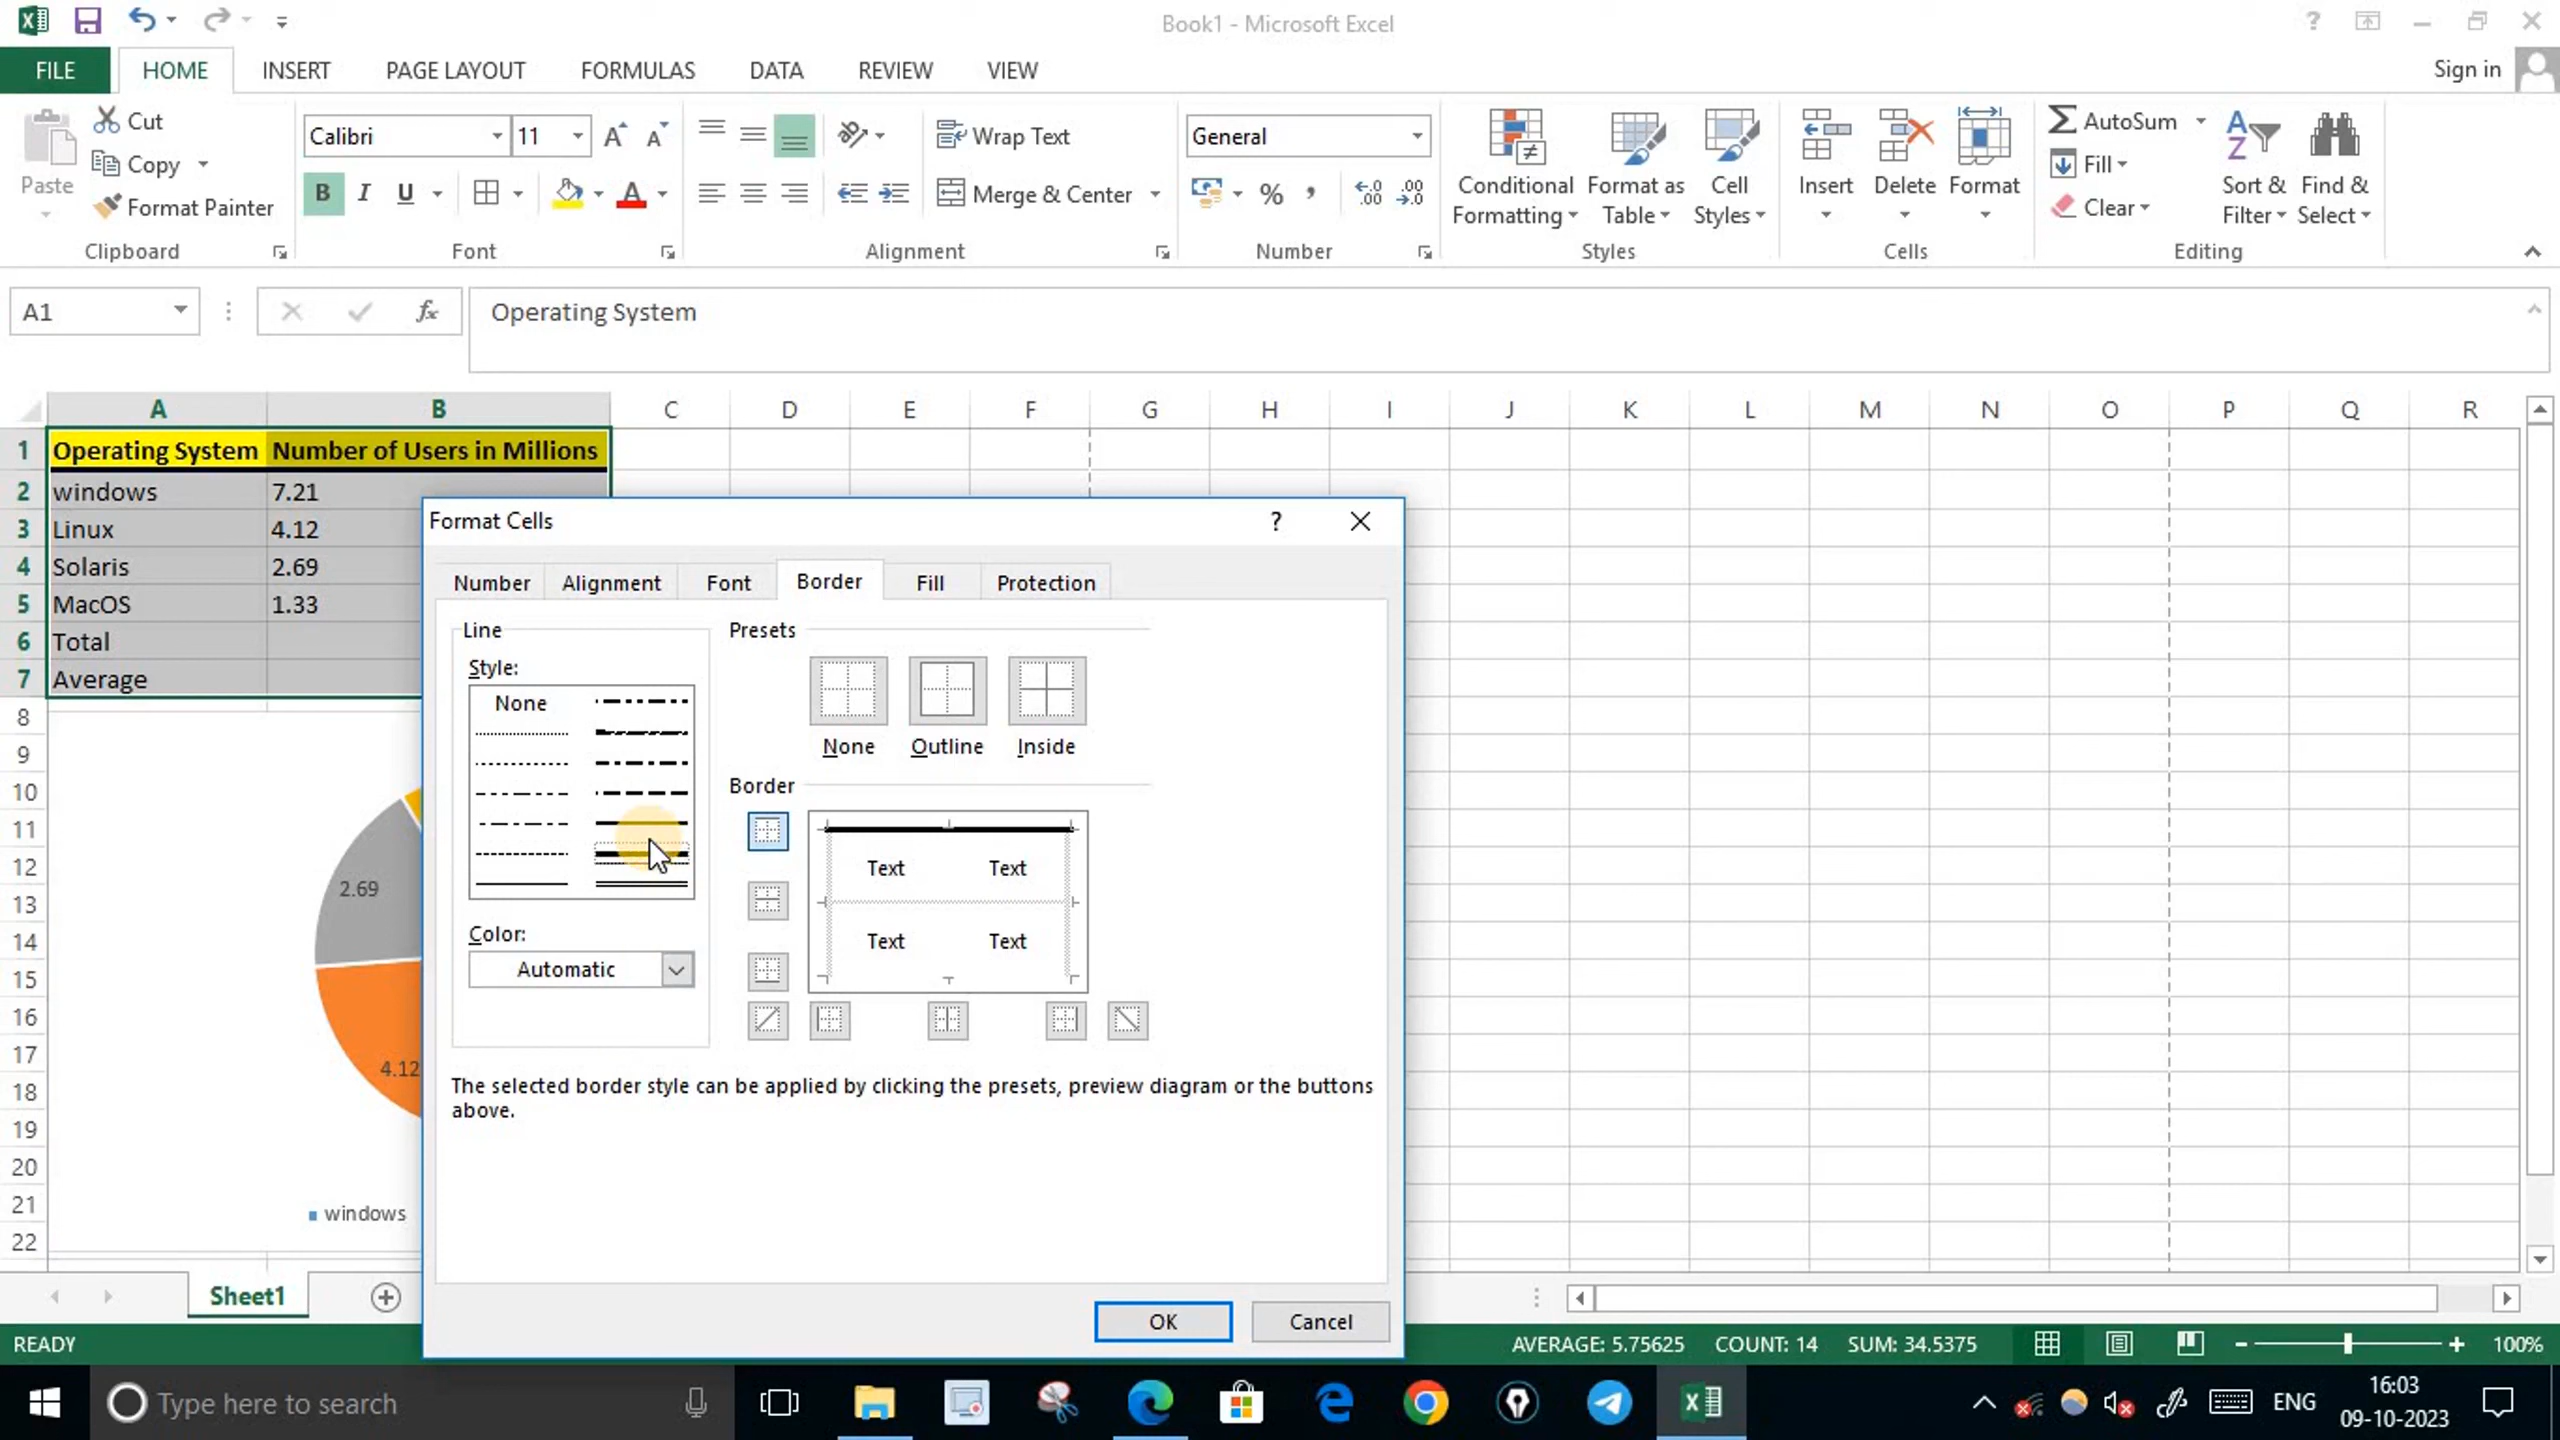 Book1 - Microsoft Excel
?
FILE HOME INSERT PAGE LAYOUT FORMULAS DATA REVIEW VIEW Sign in
Paste
Cut
Copy
Format Painter
Clipboard
Calibri 11
B I U
Font
Wrap Text
Merge & Center
Alignment
General
% ,
Number
Conditional Formatting
Format as Table
Cell Styles
Styles
Insert Delete Format
Cells
AutoSum
Fill
Clear
Sort & Filter
Find & Select
Editing
A1 fx Operating System
A B C D E F G H I J K L M N O P Q R
1 Operating System Number of Users in Millions
2 windows 7.21
3 Linux 4.12
4 Solaris 2.69
5 MacOS 1.33
6 Total
7 Average
8
9
10
11
12
13
14
15
16
17
18
19
20
21
22
2.69
4.12
windows
Format Cells ?
Number Alignment Font Border Fill Protection
Line
Style:
None
Color:
Automatic
Presets
None Outline Inside
Border
Text Text
Text Text
The selected border style can be applied by clicking the presets, preview diagram or the buttons
above.
OK Cancel
Sheet1
READY AVERAGE: 5.75625 COUNT: 14 SUM: 34.5375 100%
Type here to search
ENG
16:03
09-10-2023